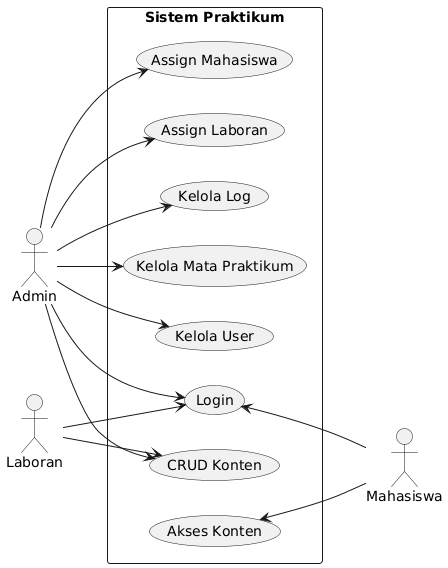 Sistem Praktikum
Assign Mahasiswa
Assign Laboran
Kelola Log
Kelola Mata Praktikum
Admin
Kelola User
Login
Laboran
CRUD Konten
Mahasiswa
Akses Konten